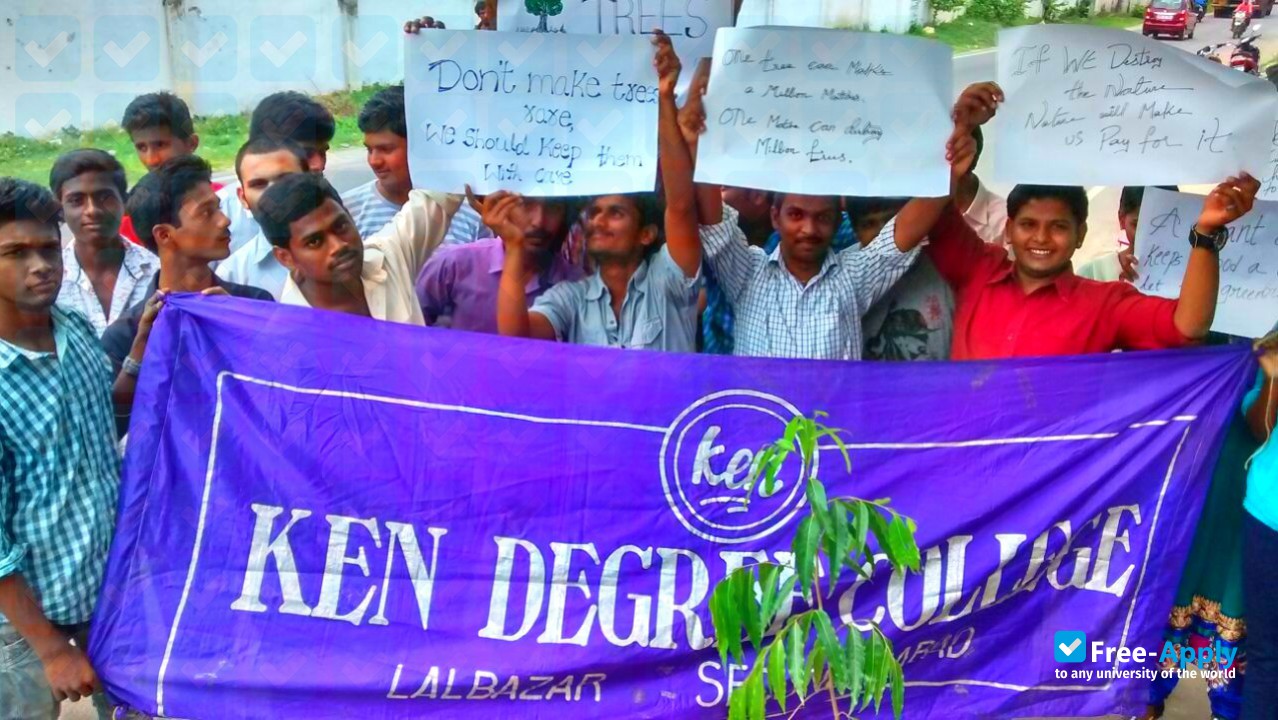 TREES
Don't make trees
rare,
We Should Keep them
With care
One tree can Make
a Million Matches.
One Match can
Million trees.
If WE Destroy
the Nature
Nature will Make
us Pay for it
keeps
ken
KEN DEGREE COLLEGE
LALBAZAR
Free-Apply
to any university of the world